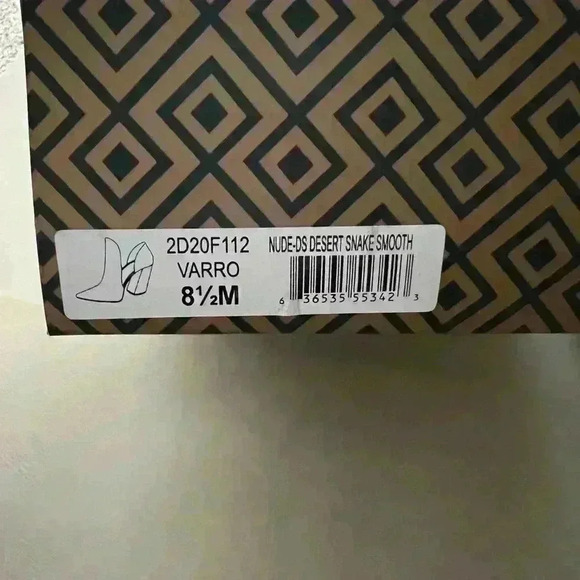 2D20F112
VARRO
8½M
NUDE-DS DESERT SNAKE SMOOTH
6 36535 55342 3